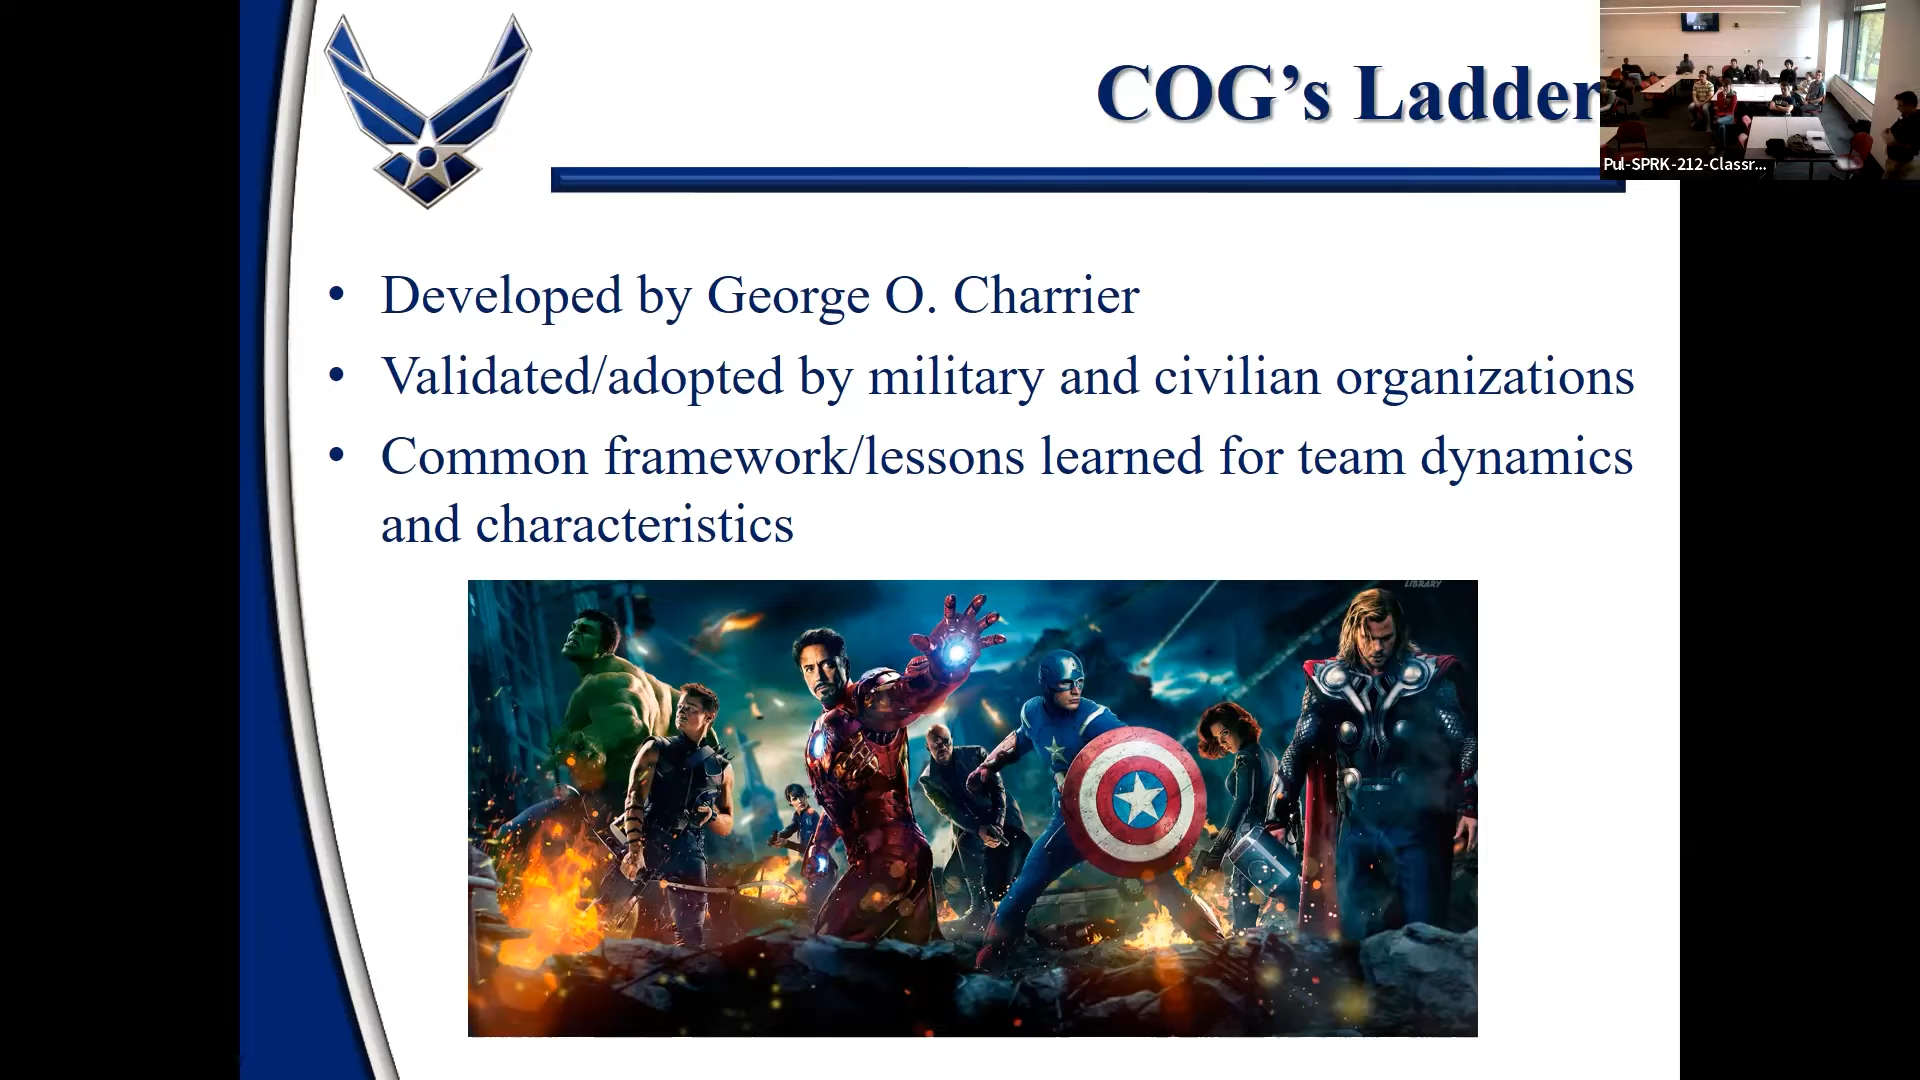 COG’s Ladder
Pul-SPRK-212-Classr...
• Developed by George O. Charrier
• Validated/adopted by military and civilian organizations
• Common framework/lessons learned for team dynamics
and characteristics
LIBRARY